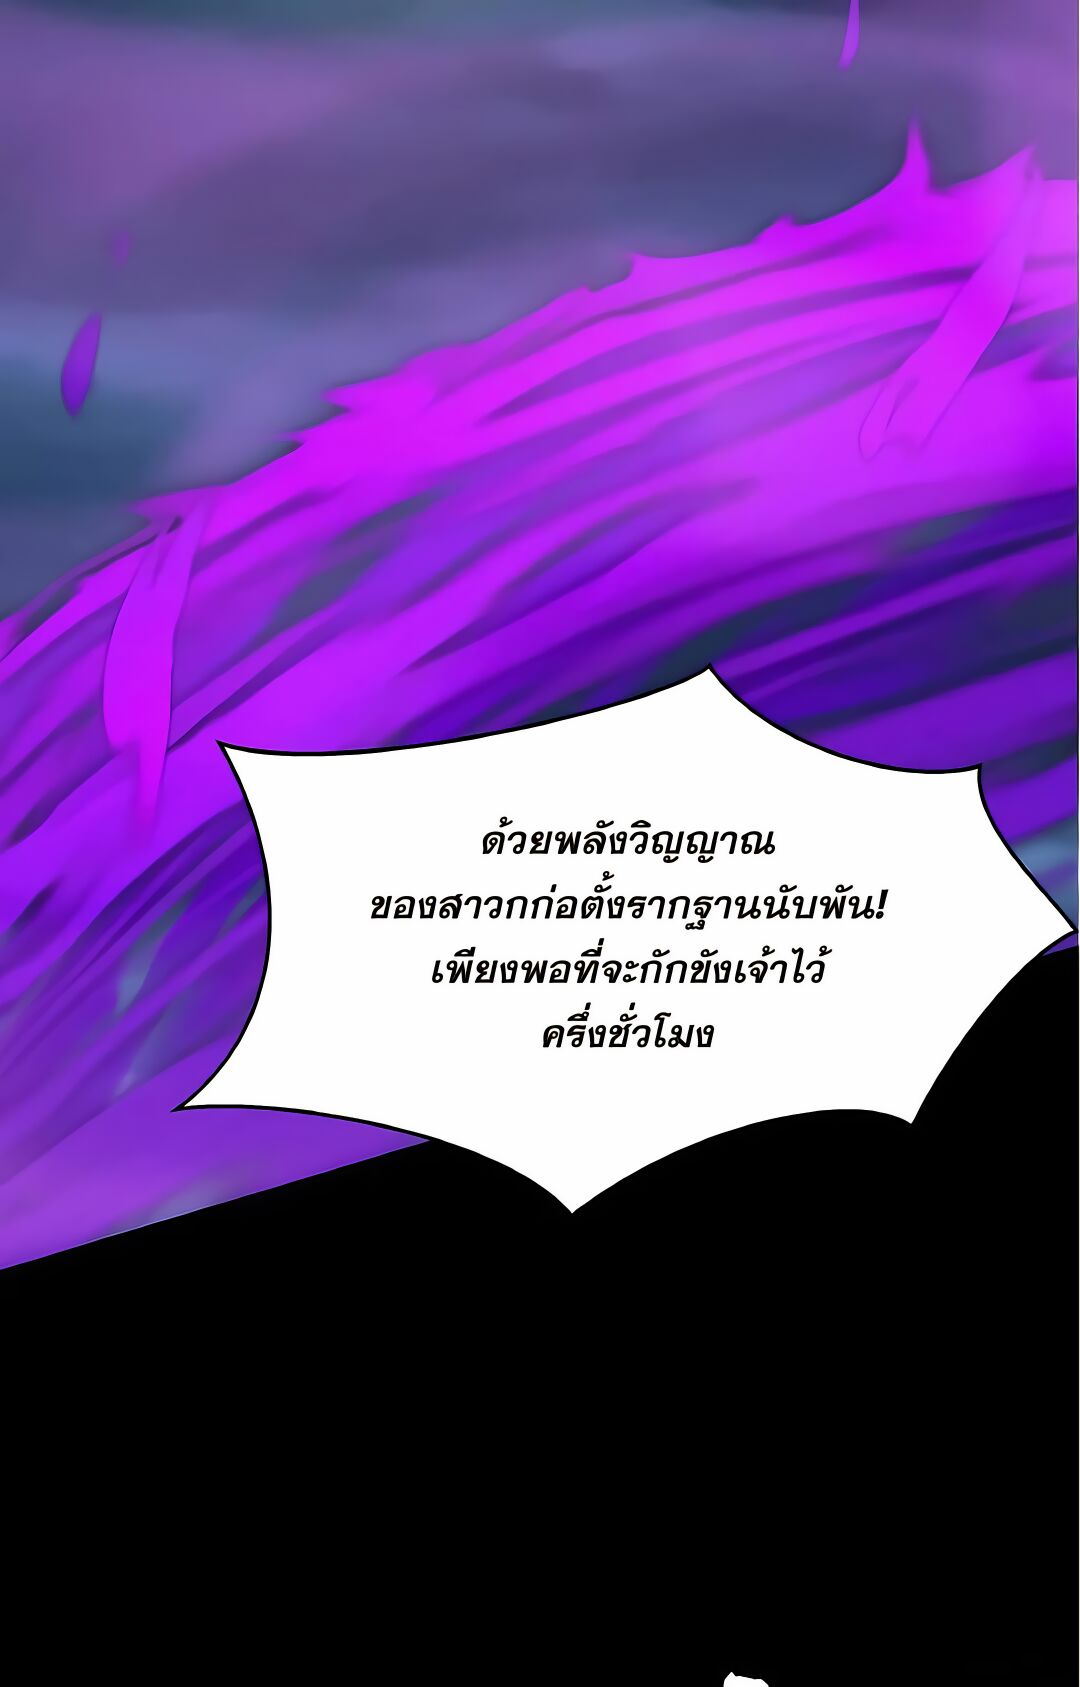 ด้วยพลังวิญญาณ
ของสาวกก่อตั้งรากฐานนับพัน!
เพียงพอที่จะกักขังเจ้าไว้
ครึ่งชั่วโมง